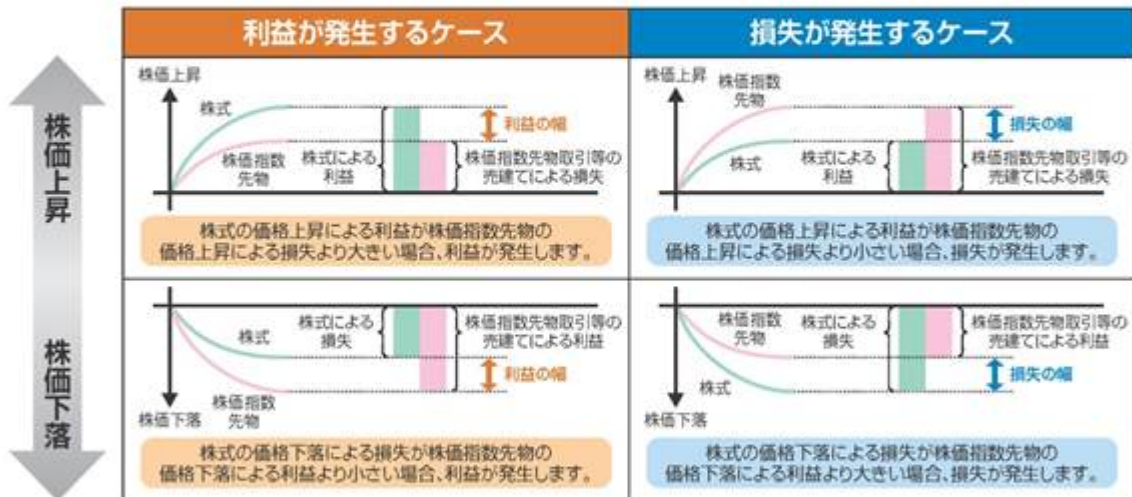 利益が発生するケース
損失が発生するケース
株価上昇
株価下落
株価上昇
株式
株価指数
先物
株式による
利益
利益の幅
株価指数先物取引等の
売建てによる損失
株式の価格上昇による利益が株価指数先物の
価格上昇による損失より大きい場合、利益が発生します。
株価上昇
株価指数
先物
株式
株式による
利益
損失の幅
株価指数先物取引等の
売建てによる損失
株式の価格上昇による利益が株価指数先物の
価格上昇による損失より小さい場合、損失が発生します。
株式
株価指数
先物
株価下落
株式による
損失
株価指数先物取引等の
売建てによる利益
利益の幅
株式の価格下落による損失が株価指数先物の
価格下落による利益より小さい場合、利益が発生します。
株価指数
先物
株式
株価下落
株式による
損失
株価指数先物取引等の
売建てによる利益
損失の幅
株式の価格下落による損失が株価指数先物の
価格下落による利益より大きい場合、損失が発生します。